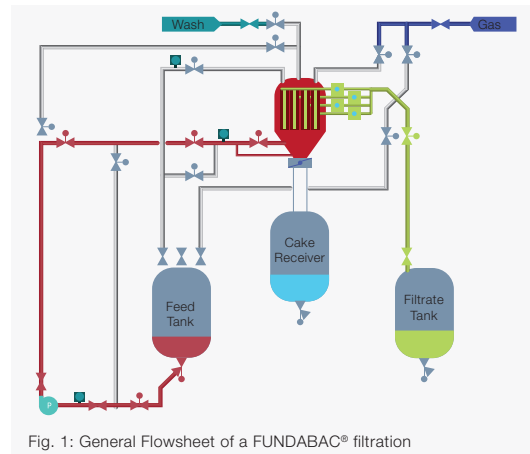 Wash
Gas
Cake
Receiver
Feed
Tank
Filtrate
Tank
P
Fig. 1: General Flowsheet of a FUNDABAC® filtration